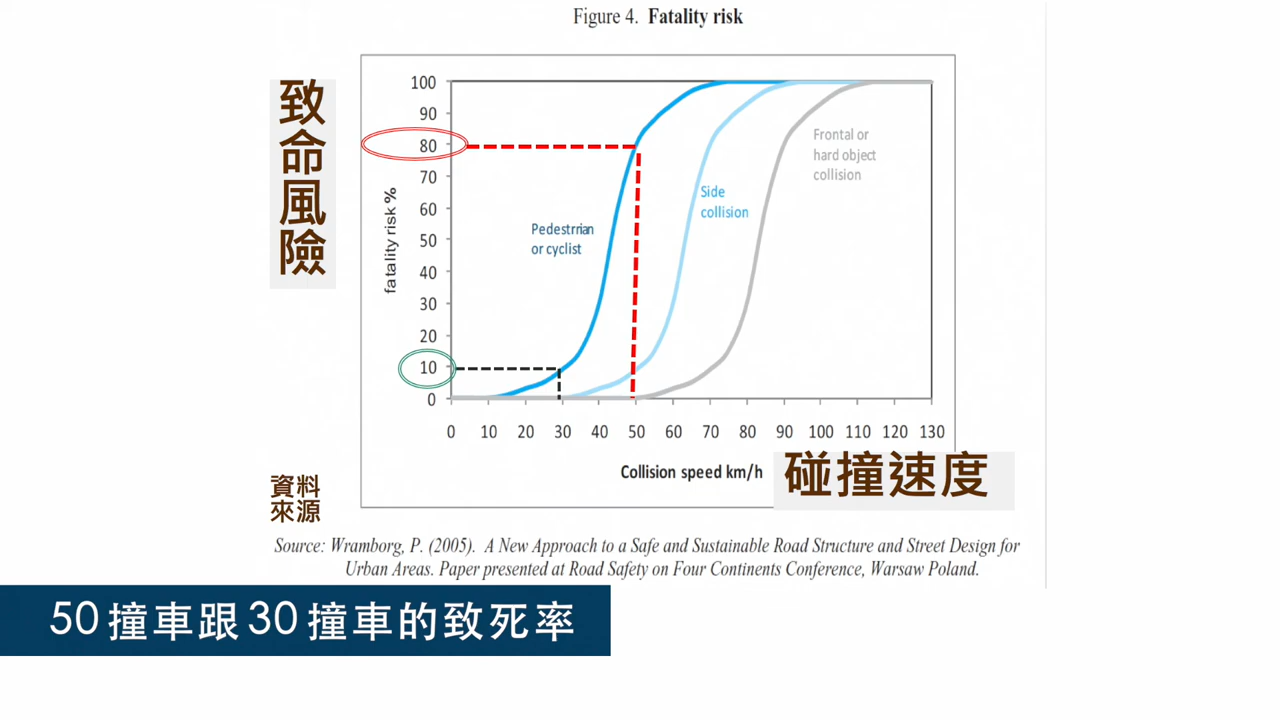 Figure 4. Fatality risk
致命風險
fatality risk %
100
90
80
70
60
50
40
30
20
10
0
Pedestrian
or cyclist
Side
collision
Frontal or
hard object
collision
0 10 20 30 40 50 60 70 80 90 100 110 120 130
Collision speed km/h
碰撞速度
資料
來源
Source: Wramborg, P. (2005). A New Approach to a Safe and Sustainable Road Structure and Street Design for
Urban Areas. Paper presented at Road Safety on Four Continents Conference, Warsaw Poland.
50撞車跟30撞車的致死率